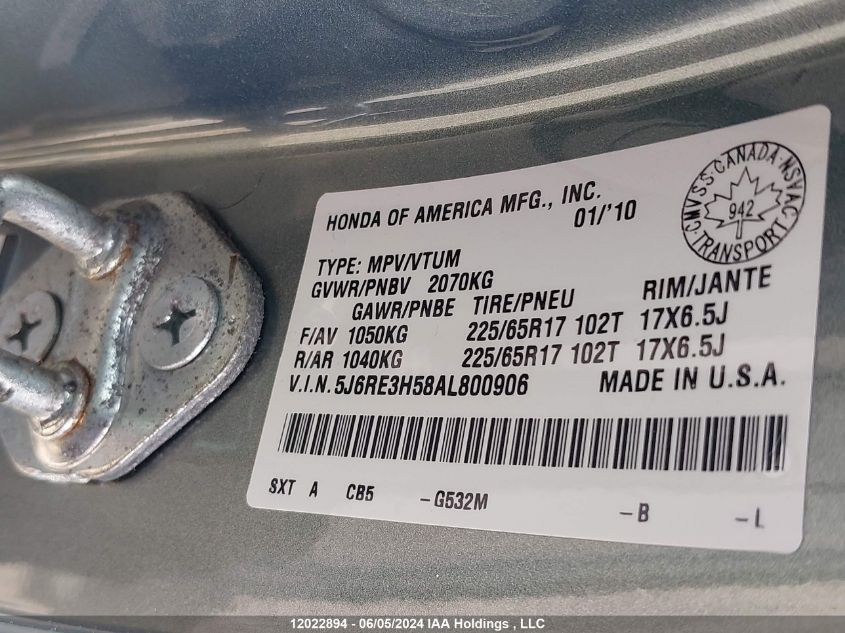 HONDA OF AMERICA MFG., INC.
01/'10
CMVSS · CANADA · NSVAC
942
TRANSPORT
TYPE: MPV/VTUM
GVWR/PNBV 2070KG
GAWR/PNBE TIRE/PNEU RIM/JANTE
F/AV 1050KG 225/65R17 102T 17X6.5J
R/AR 1040KG 225/65R17 102T 17X6.5J
V.I.N. 5J6RE3H58AL800906 MADE IN U.S.A.
SXT A CB5 -G532M -B -L
12022894 - 06/05/2024 IAA Holdings , LLC